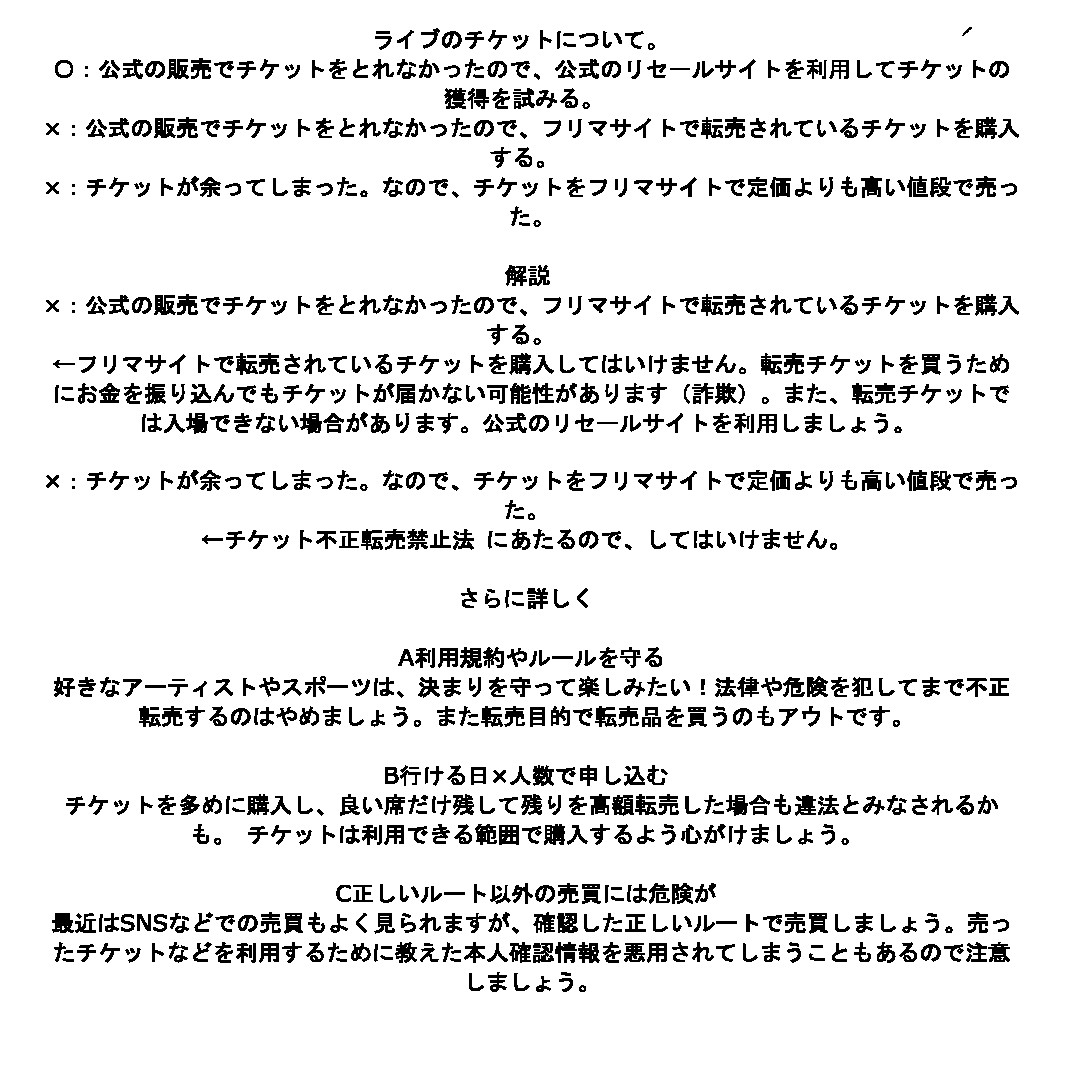 ライブのチケットについて。
〇：公式の販売でチケットをとれなかったので、公式のリセールサイトを利用してチケットの
獲得を試みる。
×：公式の販売でチケットをとれなかったので、フリマサイトで転売されているチケットを購入
する。
×：チケットが余ってしまった。なので、チケットをフリマサイトで定価よりも高い値段で売っ
た。
解説
×：公式の販売でチケットをとれなかったので、フリマサイトで転売されているチケットを購入
する。
←フリマサイトで転売されているチケットを購入してはいけません。転売チケットを買うため
にお金を振り込んでもチケットが届かない可能性があります（詐欺）。また、転売チケットで
は入場できない場合があります。公式のリセールサイトを利用しましょう。
×：チケットが余ってしまった。なので、チケットをフリマサイトで定価よりも高い値段で売っ
た。
←チケット不正転売禁止法 にあたるので、してはいけません。
さらに詳しく
A利用規約やルールを守る
好きなアーティストやスポーツは、決まりを守って楽しみたい！法律や危険を犯してまで不正
転売するのはやめましょう。また転売目的で転売品を買うのもアウトです。
B行ける日×人数で申し込む
チケットを多めに購入し、良い席だけ残して残りを高額転売した場合も違法とみなされるか
も。 チケットは利用できる範囲で購入するよう心がけましょう。
C正しいルート以外の売買には危険が
最近はSNSなどでの売買もよく見られますが、確認した正しいルートで売買しましょう。売っ
たチケットなどを利用するために教えた本人確認情報を悪用されてしまうこともあるので注意
しましょう。